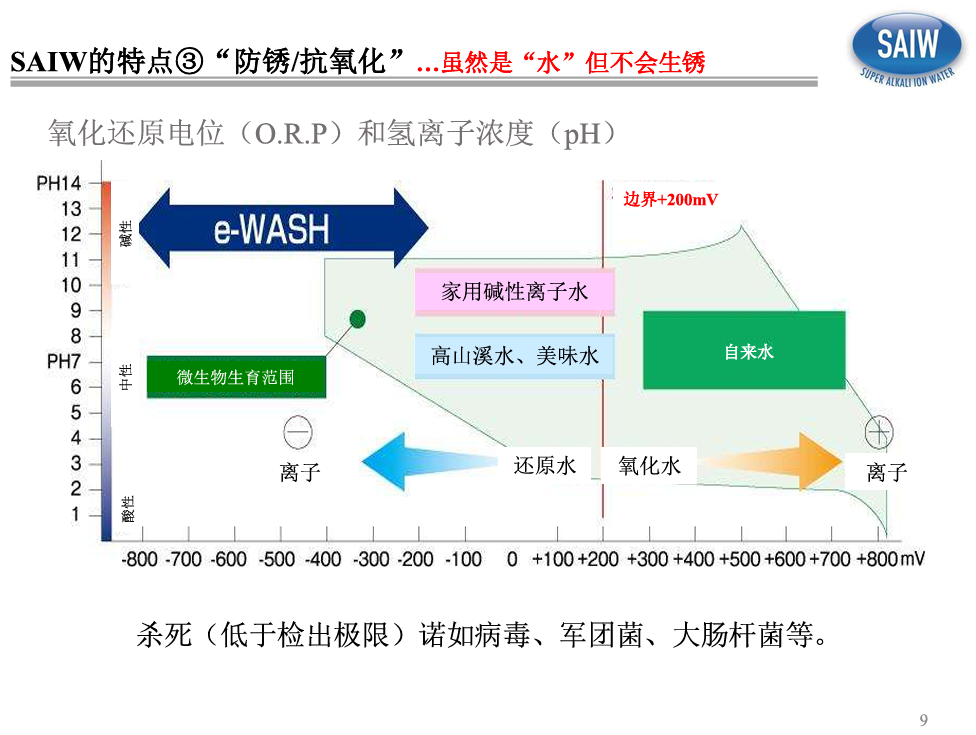 SAIW的特点③“防锈/抗氧化”…虽然是“水”但不会生锈
SAIW
SUPER ALKALI ION WATER
氧化还原电位（O.R.P）和氢离子浓度（pH）
PH14
13
12
11
10
9
8
PH7
6
5
4
3
2
1
碱性
中性
酸性
e-WASH
边界+200mV
家用碱性离子水
高山溪水、美味水
自来水
微生物生育范围
离子
还原水
氧化水
离子
-800 -700 -600 -500 -400 -300 -200 -100 0 +100 +200 +300 +400 +500 +600 +700 +800mV
杀死（低于检出极限）诺如病毒、军团菌、大肠杆菌等。
9